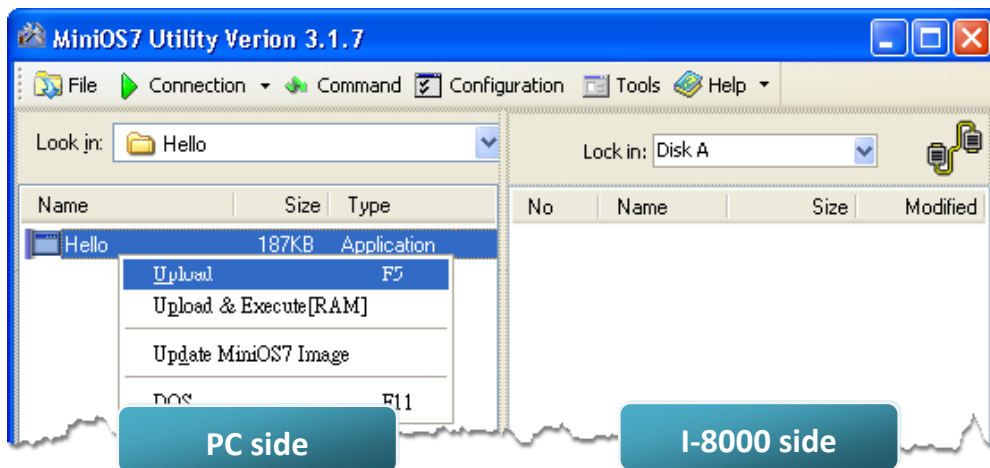 MiniOS7 Utility Verion 3.1.7
File Connection Command Configuration Tools Help
Look in: Hello
Lock in: Disk A
Name Size Type
No Name Size Modified
Hello 187KB Application
Upload F5
Upload & Execute[RAM]
Update MiniOS7 Image
DOS F11
PC side
I-8000 side